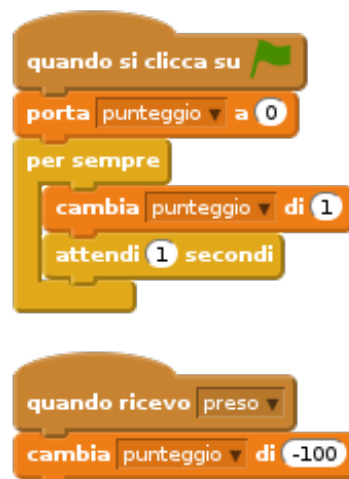 quando si clicca su
porta punteggio a 0
per sempre
cambia punteggio di 1
attendi 1 secondi
quando ricevo preso
cambia punteggio di -100